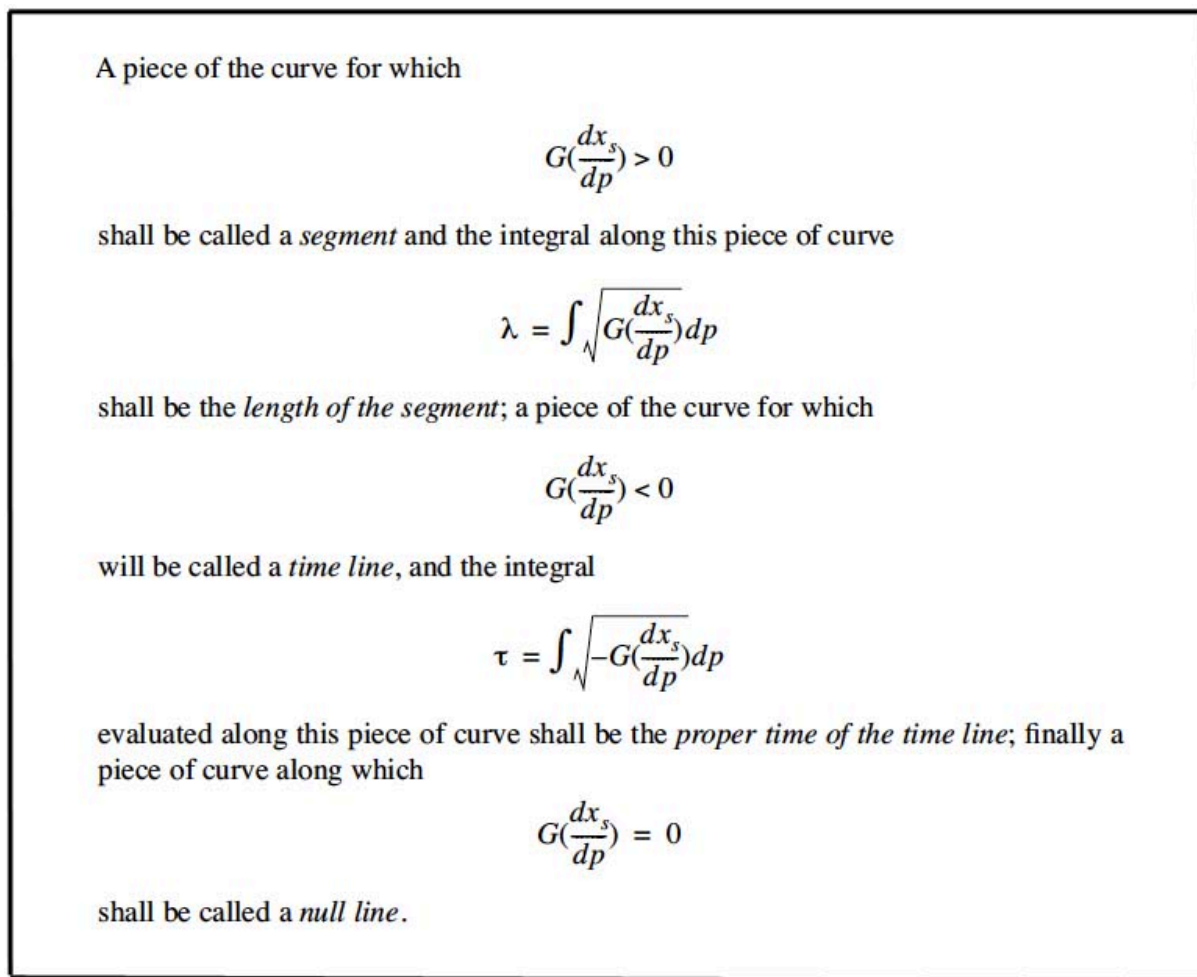 A piece of the curve for which
G(dx_s/dp) > 0
shall be called a segment and the integral along this piece of curve
λ = ∫ √(G(dx_s/dp)) dp
shall be the length of the segment; a piece of the curve for which
G(dx_s/dp) < 0
will be called a time line, and the integral
τ = ∫ √(−G(dx_s/dp)) dp
evaluated along this piece of curve shall be the proper time of the time line; finally a
piece of curve along which
G(dx_s/dp) = 0
shall be called a null line.